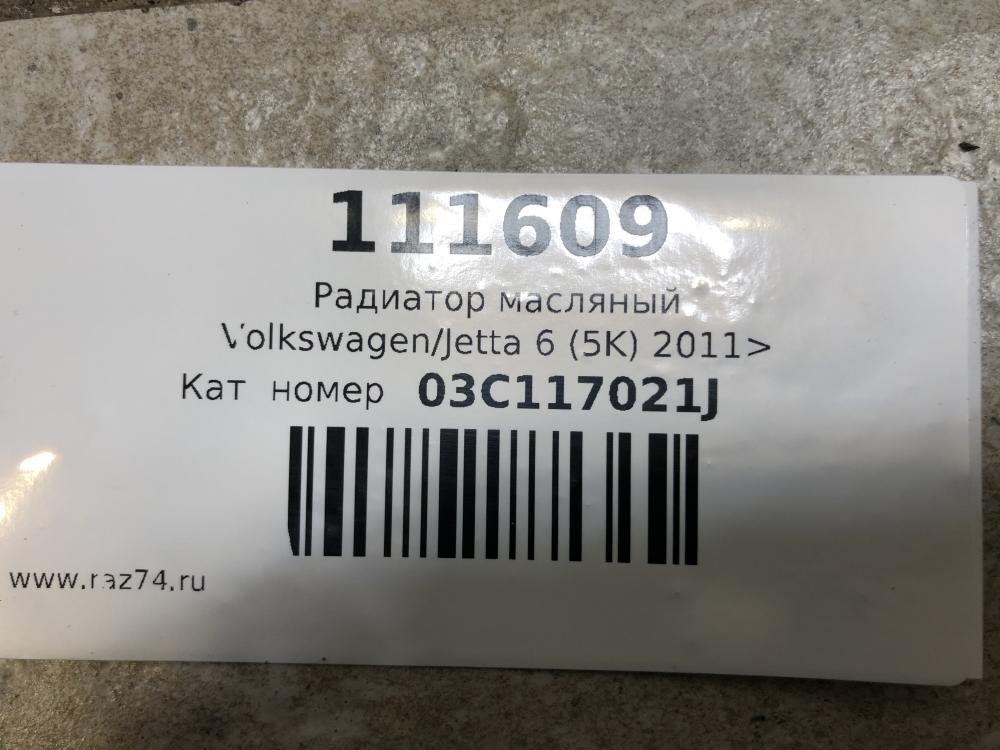 111609
Радиатор масляный
Volkswagen/Jetta 6 (5K) 2011>
Кат номер 03C117021J
www.raz74.ru